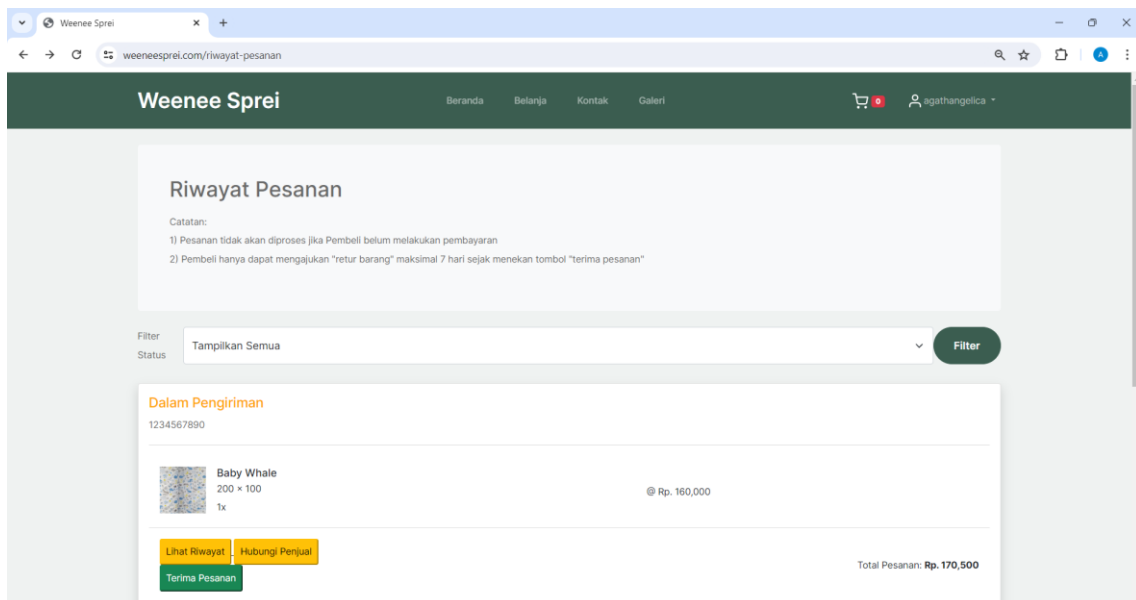 Weenee Sprei
weeneesprei.com/riwayat-pesanan
A
Weenee Sprei
Beranda Belanja Kontak Galeri
0 agathangelica
Riwayat Pesanan
Catatan:
1) Pesanan tidak akan diproses jika Pembeli belum melakukan pembayaran
2) Pembeli hanya dapat mengajukan "retur barang" maksimal 7 hari sejak menekan tombol "terima pesanan"
Filter
Status
Tampilkan Semua
Filter
Dalam Pengiriman
1234567890
Baby Whale
200 × 100
1x
@ Rp. 160,000
Lihat Riwayat Hubungi Penjual
Terima Pesanan
Total Pesanan: Rp. 170,500